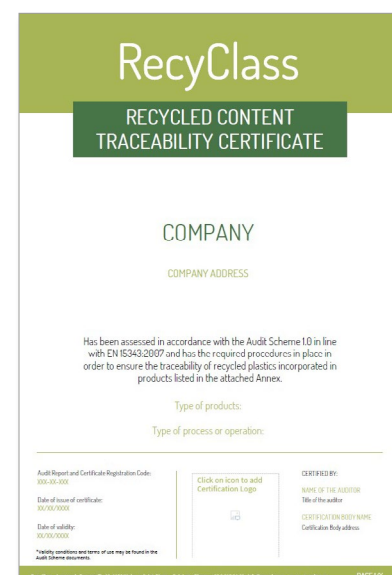 RecyClass
RECYCLED CONTENT
TRACEABILITY CERTIFICATE
COMPANY
COMPANY ADDRESS
Has been assessed in accordance with the Audit Scheme 1.0 in line
with EN 15343:2007 and has the required procedures in place in
order to ensure the traceability of recycled plastics incorporated in
products listed in the attached Annex.
Type of products:
Type of process or operation:
Audit Report and Certificate Registration Code:
XXX-XX-XXX
Date of issue of certificate:
XX/XX/XXXX
Date of validity:
XX/XX/XXXX
*Validity conditions and terms of use may be found in the
Audit Scheme documents.
Click on icon to add
Certification Logo
CERTIFIED BY:
NAME OF THE AUDITOR
Title of the auditor
CERTIFICATION BODY NAME
Certification Body address